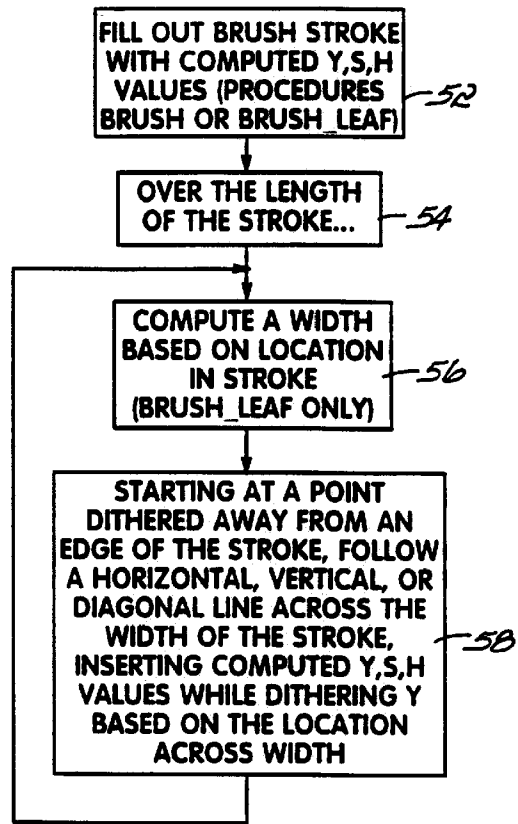 FILL OUT BRUSH STROKE
WITH COMPUTED Y,S,H
VALUES (PROCEDURES
BRUSH OR BRUSH_LEAF)
52
OVER THE LENGTH
OF THE STROKE...
54
COMPUTE A WIDTH
BASED ON LOCATION
IN STROKE
(BRUSH_LEAF ONLY)
56
STARTING AT A POINT
DITHERED AWAY FROM AN
EDGE OF THE STROKE, FOLLOW
A HORIZONTAL, VERTICAL, OR
DIAGONAL LINE ACROSS THE
WIDTH OF THE STROKE,
INSERTING COMPUTED Y,S,H
VALUES WHILE DITHERING Y
BASED ON THE LOCATION
ACROSS WIDTH
58